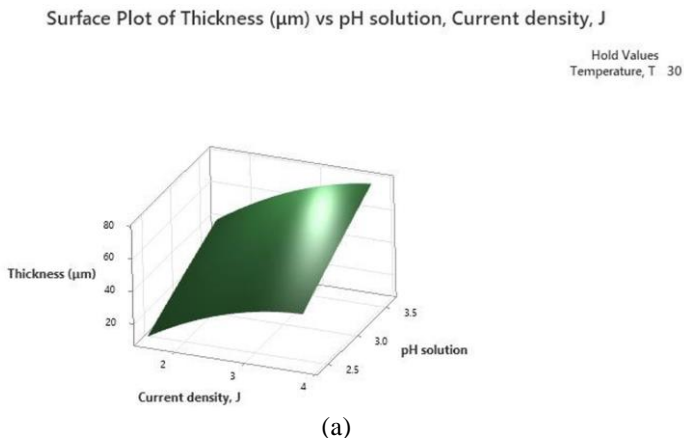 Surface Plot of Thickness (μm) vs pH solution, Current density, J
Hold Values
Temperature, T 30
80
60
Thickness (μm)
40
20
3.5
3.0
pH solution
2.5
2
3
4
Current density, J
(a)